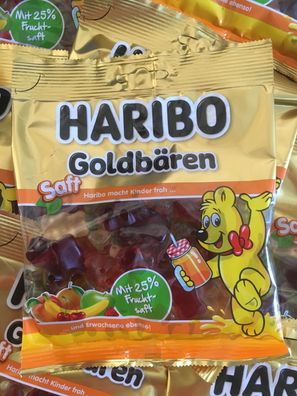 Mit 25%
Frucht-
saft
HARIBO
Goldbären
Saft
Haribo macht Kinder froh ...
Mit 25%
Frucht-
saft
... und Erwachsene ebenso!
Haribo macht Kinder froh ...